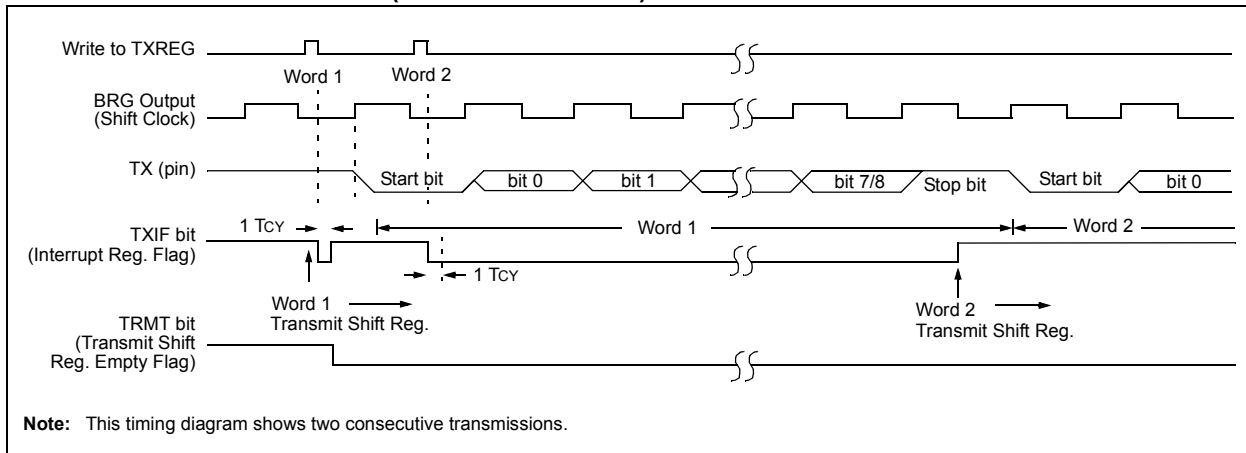 Write to TXREG
Word 1
Word 2
BRG Output
(Shift Clock)
TX (pin)
Start bit
bit 0
bit 1
bit 7/8
Stop bit
Start bit
bit 0
1 TCY
Word 1
Word 2
TXIF bit
(Interrupt Reg. Flag)
1 TCY
Word 1
Transmit Shift Reg.
Word 2
Transmit Shift Reg.
TRMT bit
(Transmit Shift
Reg. Empty Flag)
Note: This timing diagram shows two consecutive transmissions.